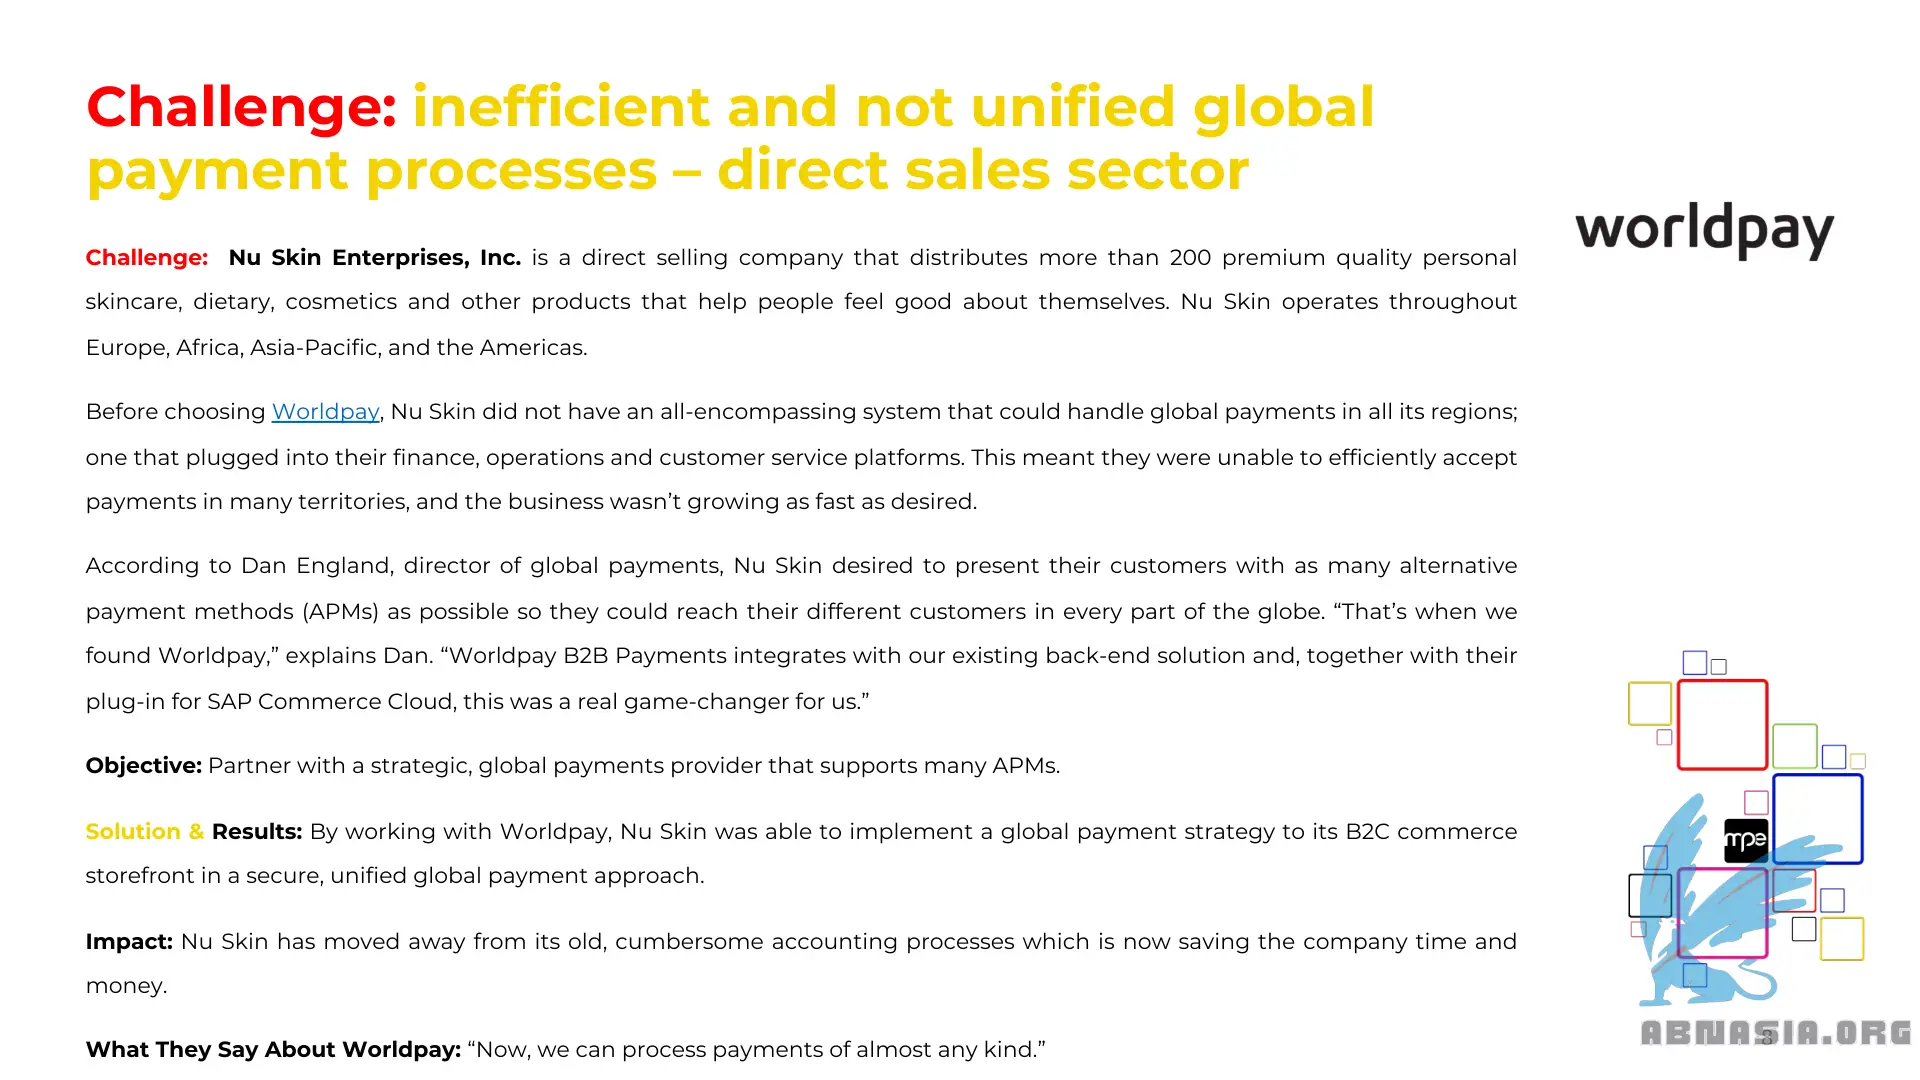 Challenge: inefficient and not unified global
payment processes – direct sales sector
worldpay
Challenge: Nu Skin Enterprises, Inc. is a direct selling company that distributes more than 200 premium quality personal
skincare, dietary, cosmetics and other products that help people feel good about themselves. Nu Skin operates throughout
Europe, Africa, Asia-Pacific, and the Americas.
Before choosing Worldpay, Nu Skin did not have an all-encompassing system that could handle global payments in all its regions;
one that plugged into their finance, operations and customer service platforms. This meant they were unable to efficiently accept
payments in many territories, and the business wasn’t growing as fast as desired.
According to Dan England, director of global payments, Nu Skin desired to present their customers with as many alternative
payment methods (APMs) as possible so they could reach their different customers in every part of the globe. “That’s when we
found Worldpay,” explains Dan. “Worldpay B2B Payments integrates with our existing back-end solution and, together with their
plug-in for SAP Commerce Cloud, this was a real game-changer for us.”
Objective: Partner with a strategic, global payments provider that supports many APMs.
Solution & Results: By working with Worldpay, Nu Skin was able to implement a global payment strategy to its B2C commerce
storefront in a secure, unified global payment approach.
Impact: Nu Skin has moved away from its old, cumbersome accounting processes which is now saving the company time and
money.
What They Say About Worldpay: “Now, we can process payments of almost any kind.”
mpe
ABNASIA.ORG
8